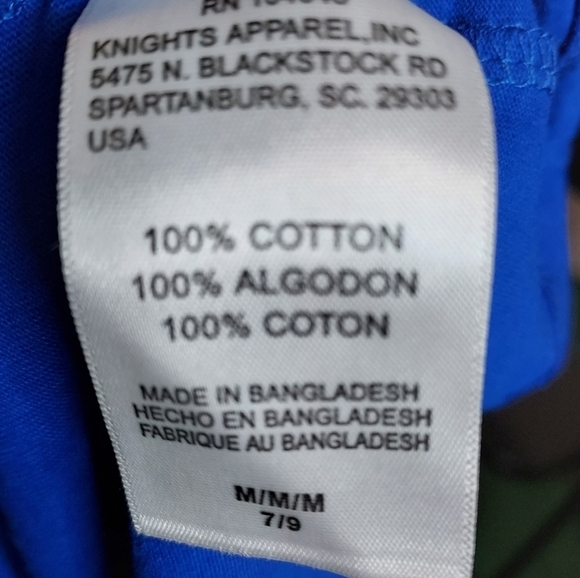 RN
KNIGHTS APPAREL,INC
5475 N. BLACKSTOCK RD
SPARTANBURG, SC. 29303
USA
100% COTTON
100% ALGODON
100% COTON
MADE IN BANGLADESH
HECHO EN BANGLADESH
FABRIQUE AU BANGLADESH
M/M/M
7/9